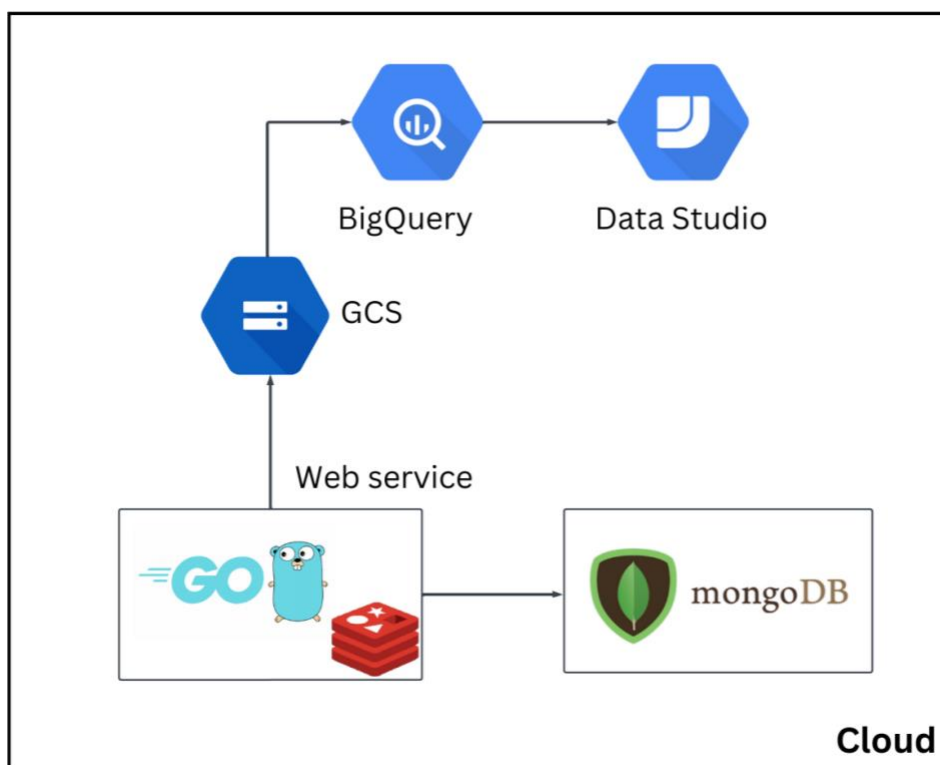 BigQuery
Data Studio
GCS
Web service
GO
mongoDB
Cloud